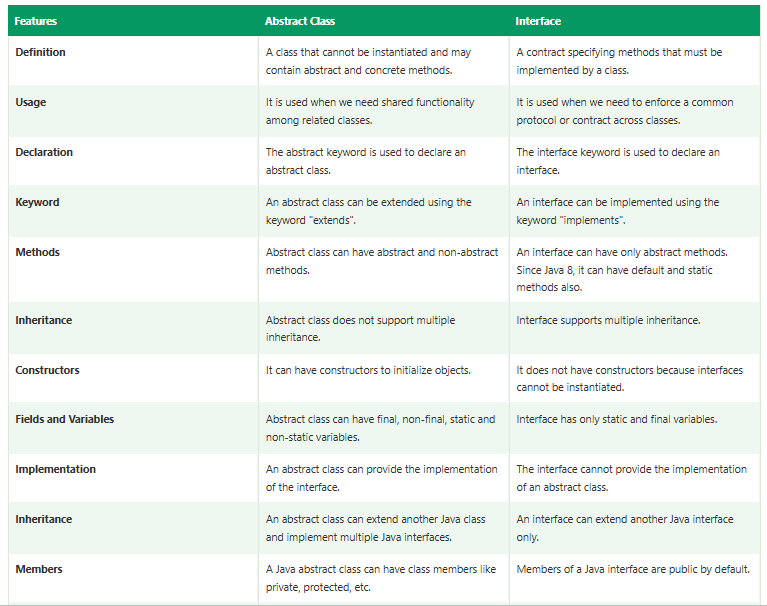 Features Abstract Class Interface
Definition A class that cannot be instantiated and may A contract specifying methods that must be
contain abstract and concrete methods. implemented by a class.
Usage It is used when we need shared functionality It is used when we need to enforce a common
among related classes. protocol or contract across classes.
Declaration The abstract keyword is used to declare an The interface keyword is used to declare an
abstract class. interface.
Keyword An abstract class can be extended using the An interface can be implemented using the
keyword "extends". keyword "implements".
Methods Abstract class can have abstract and non-abstract An interface can have only abstract methods.
methods. Since Java 8, it can have default and static
methods also.
Inheritance Abstract class does not support multiple Interface supports multiple inheritance.
inheritance.
Constructors It can have constructors to initialize objects. It does not have constructors because interfaces
cannot be instantiated.
Fields and Variables Abstract class can have final, non-final, static and Interface has only static and final variables.
non-static variables.
Implementation An abstract class can provide the implementation The interface cannot provide the implementation
of the interface. of an abstract class.
Inheritance An abstract class can extend another Java class An interface can extend another Java interface
and implement multiple Java interfaces. only.
Members A Java abstract class can have class members like Members of a Java interface are public by default.
private, protected, etc.